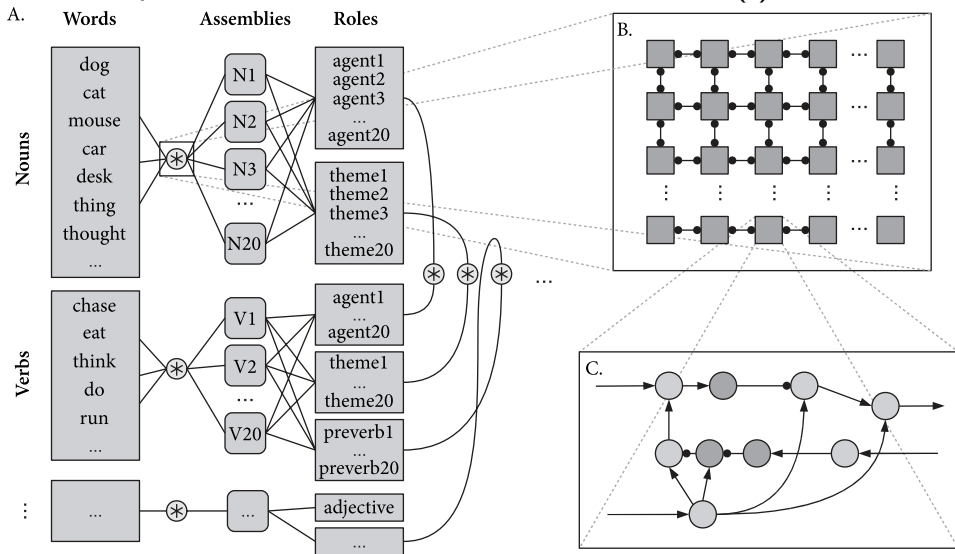 A.
Words
Assemblies
Roles
Nouns
dog
cat
mouse
car
desk
thing
thought
...
N1
N2
N3
...
N20
agent1
agent2
agent3
...
agent20
theme1
theme2
theme3
...
theme20
Verbs
chase
eat
think
do
run
...
V1
V2
...
V20
agent1
...
agent20
theme1
...
theme20
preverb1
...
preverb20
...
...
...
adjective
...
...
B.
...
...
...
...
...
...
...
...
...
C.